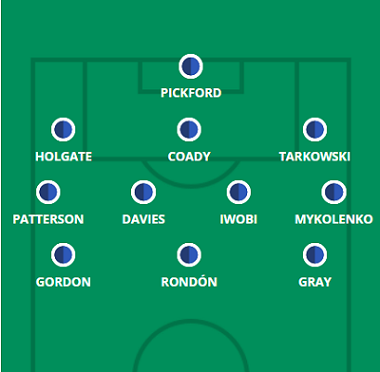 PICKFORD
HOLGATE COADY TARKOWSKI
PATTERSON DAVIES IWOBI MYKOLENKO
GORDON RONDÓN GRAY